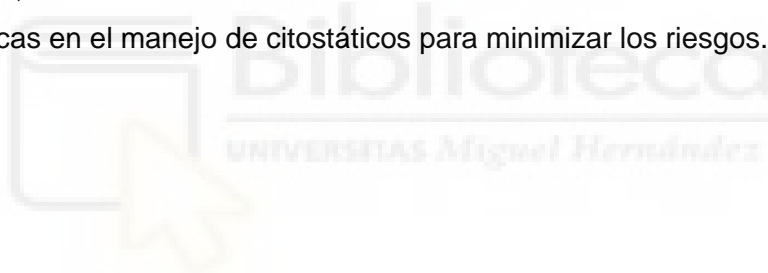 cas en el manejo de citostáticos para minimizar los riesgos.
Biblioteca
UNIVERSITAS Miguel Hernández